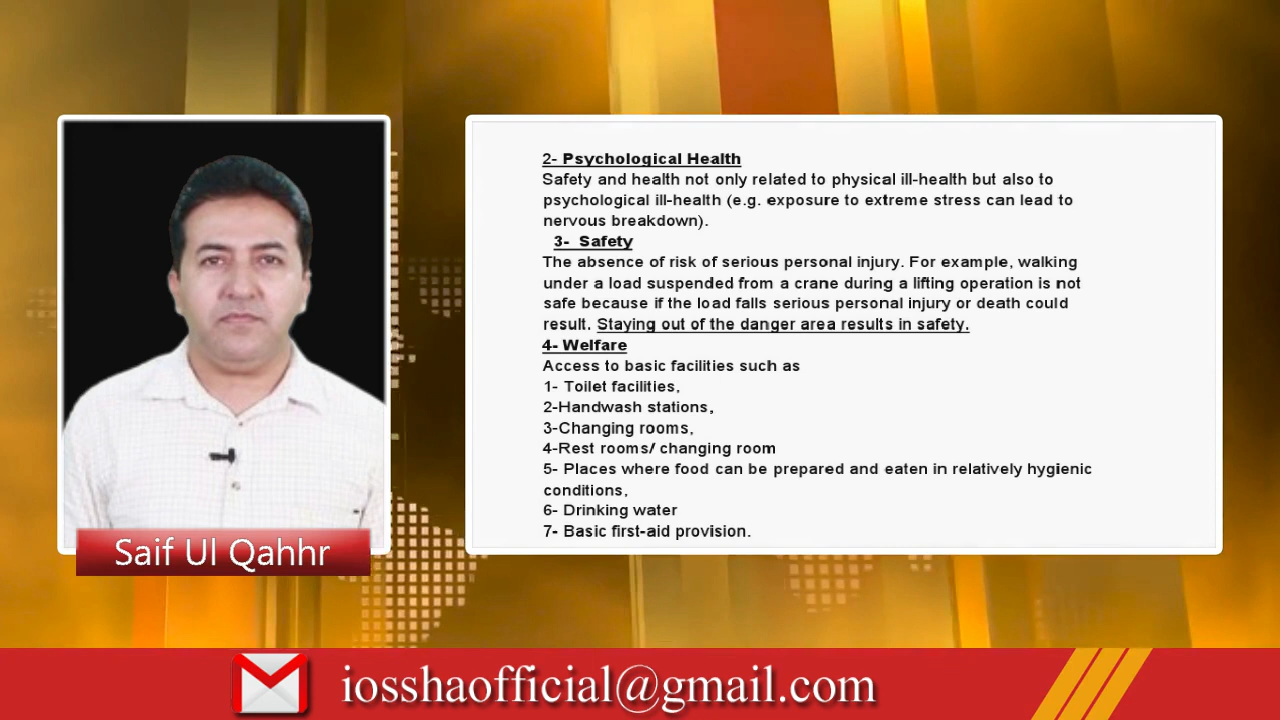 2- Psychological Health
Safety and health not only related to physical ill-health but also to
psychological ill-health (e.g. exposure to extreme stress can lead to
nervous breakdown).
3- Safety
The absence of risk of serious personal injury. For example, walking
under a load suspended from a crane during a lifting operation is not
safe because if the load falls serious personal injury or death could
result. Staying out of the danger area results in safety.
4- Welfare
Access to basic facilities such as
1- Toilet facilities,
2-Handwash stations,
3-Changing rooms,
4-Rest rooms/ changing room
5- Places where food can be prepared and eaten in relatively hygienic
conditions,
6- Drinking water
7- Basic first-aid provision.
Saif Ul Qahhr
iosshaofficial@gmail.com